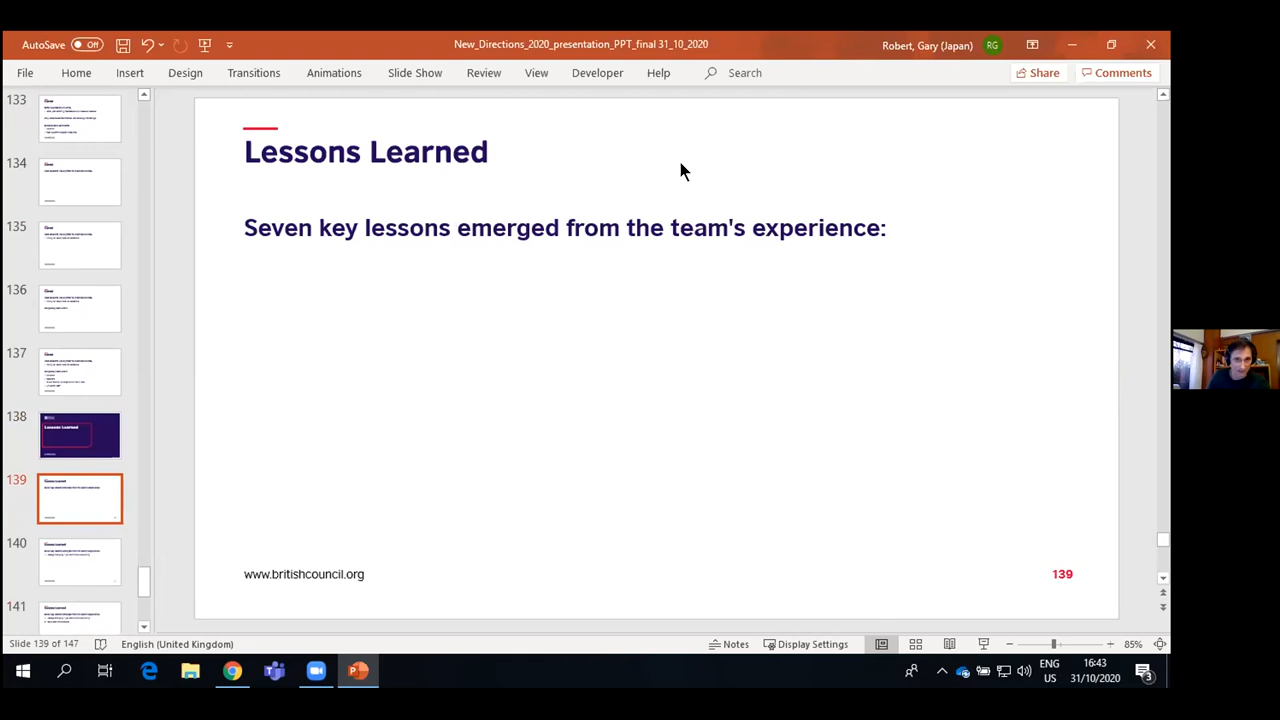 AutoSave Off
New_Directions_2020_presentation_PPT_final 31_10_2020
Robert, Gary (Japan) RG
File Home Insert Design Transitions Animations Slide Show Review View Developer Help Search
Share Comments
133
134
135
136
137
138
Lessons Learned
139
140
141
Lessons Learned
Seven key lessons emerged from the team's experience:
www.britishcouncil.org
139
Slide 139 of 147 English (United Kingdom)
Notes Display Settings 85%
ENG
US
16:43
31/10/2020
3